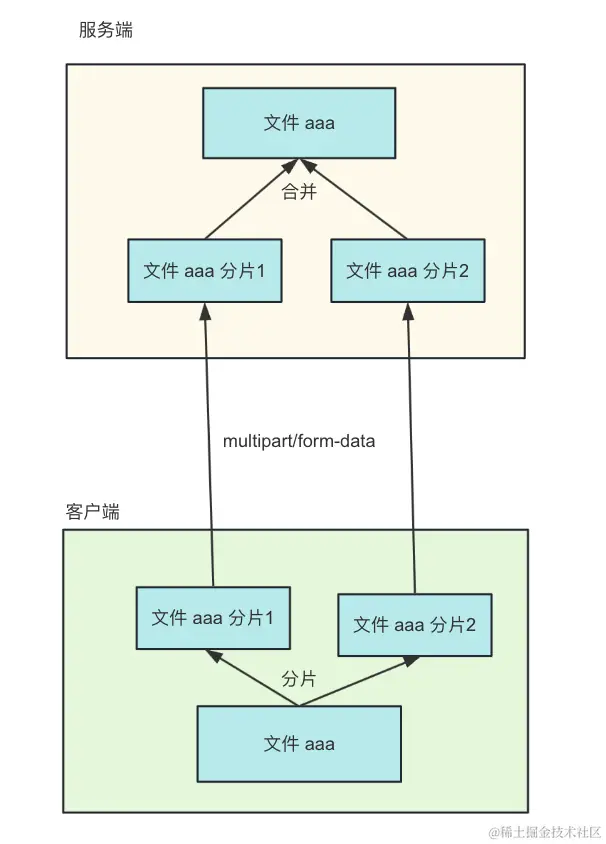 服务端
文件 aaa
合并
文件 aaa 分片1
文件 aaa 分片2
multipart/form-data
客户端
文件 aaa 分片1
文件 aaa 分片2
分片
文件 aaa
@稀土掘金技术社区